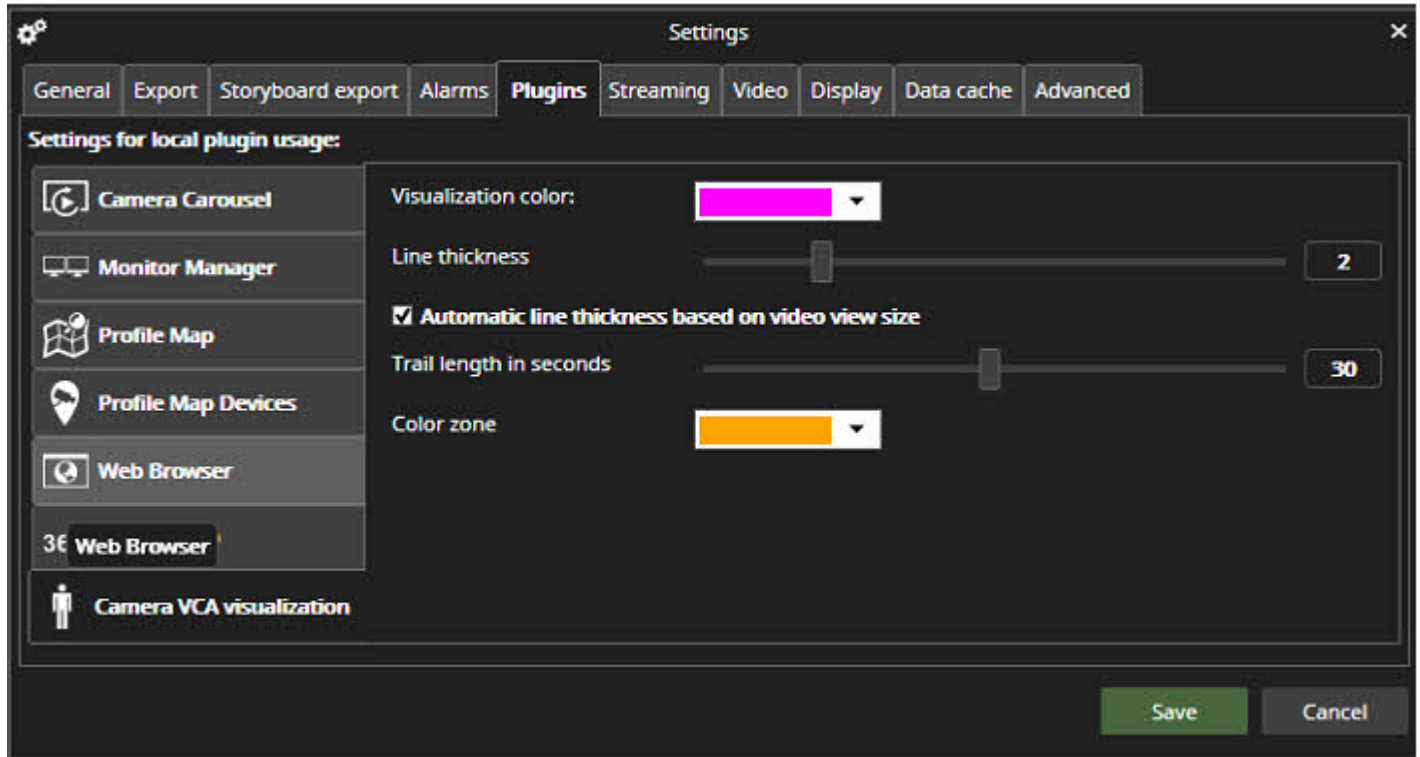 Settings
General Export Storyboard export Alarms Plugins Streaming Video Display Data cache Advanced
Settings for local plugin usage:
Camera Carousel
Monitor Manager
Profile Map
Profile Map Devices
Web Browser
36 Web Browser
Camera VCA visualization
Visualization color:
Line thickness 2
Automatic line thickness based on video view size
Trail length in seconds 30
Color zone
Save Cancel